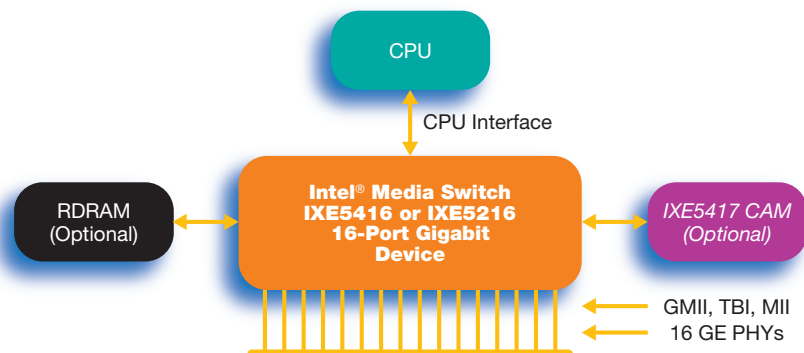 CPU
CPU Interface
Intel® Media Switch
IXE5416 or IXE5216
16-Port Gigabit
Device
RDRAM
(Optional)
IXE5417 CAM
(Optional)
GMII, TBI, MII
16 GE PHYs